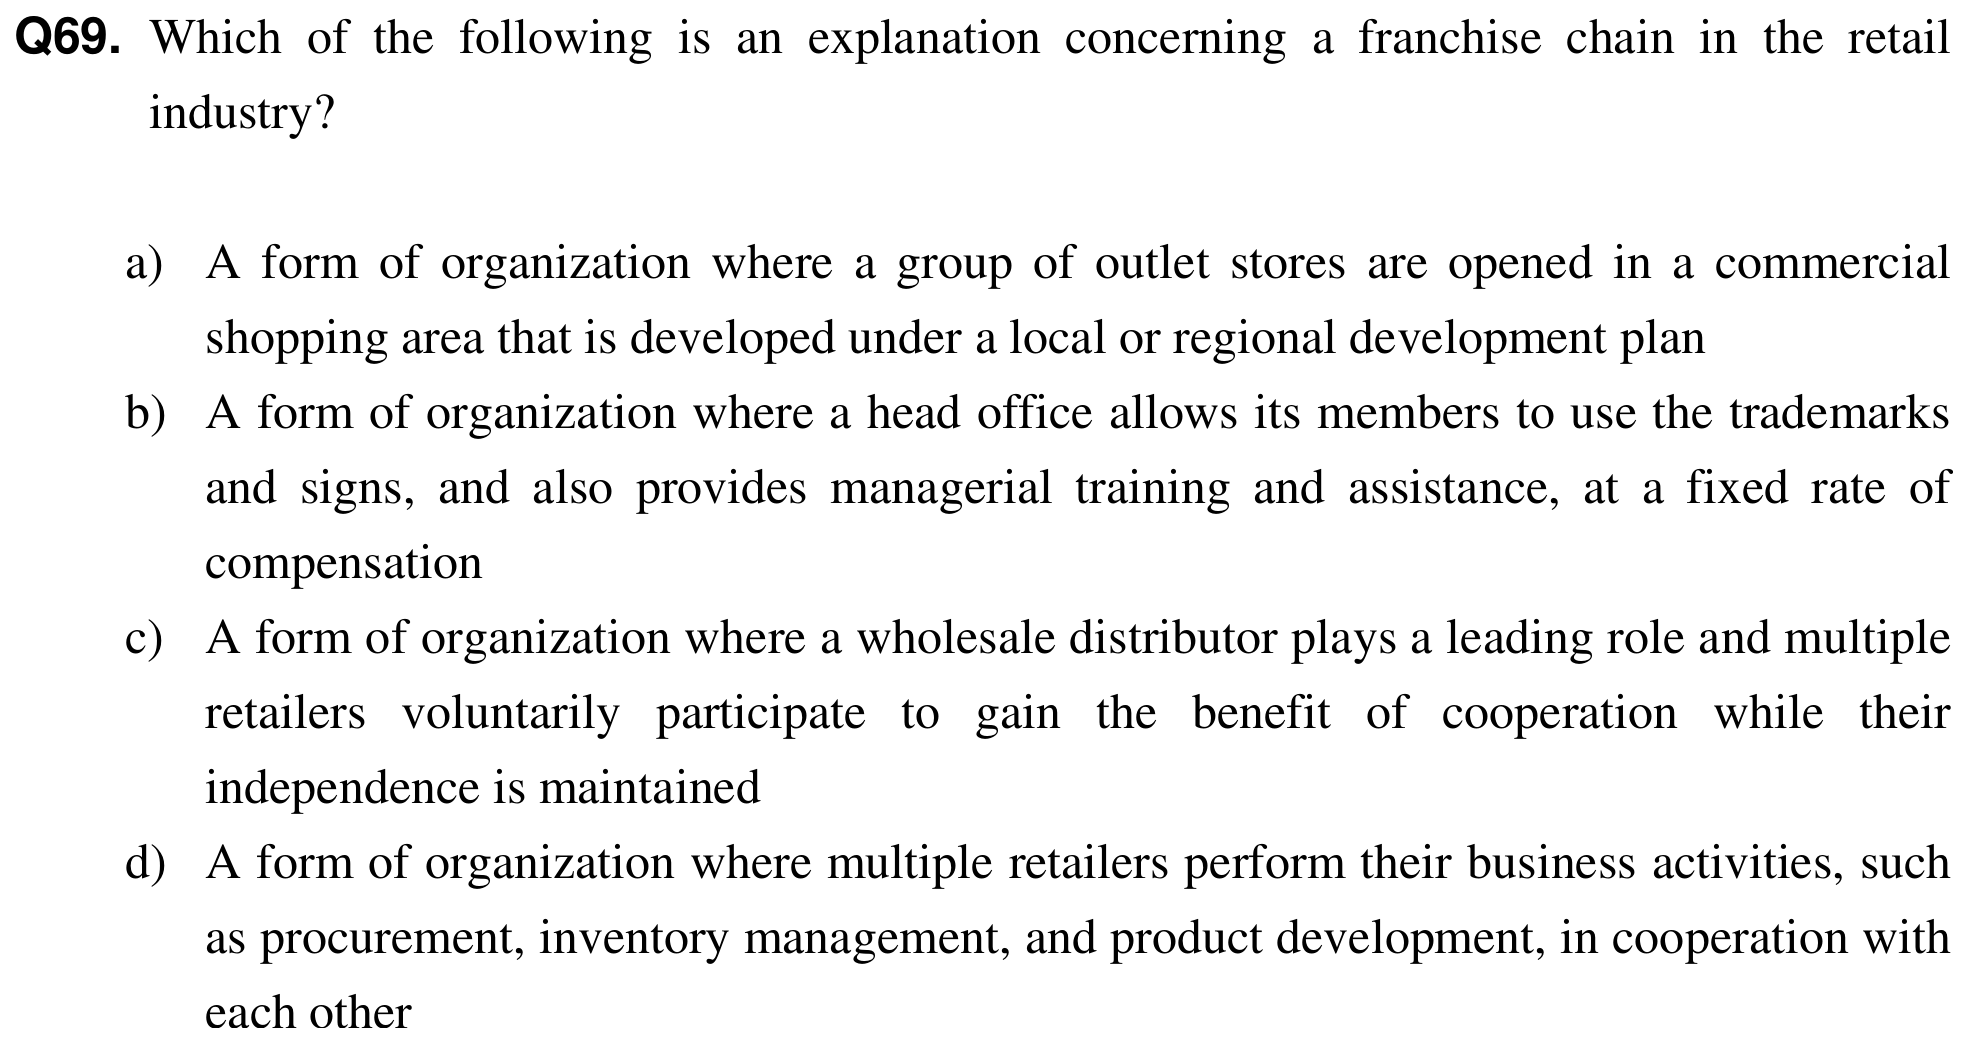 Q69. Which of the following is an explanation concerning a franchise chain in the retail
industry?
a) A form of organization where a group of outlet stores are opened in a commercial
shopping area that is developed under a local or regional development plan
b) A form of organization where a head office allows its members to use the trademarks
and signs, and also provides managerial training and assistance, at a fixed rate of
compensation
c) A form of organization where a wholesale distributor plays a leading role and multiple
retailers voluntarily participate to gain the benefit of cooperation while their
independence is maintained
d) A form of organization where multiple retailers perform their business activities, such
as procurement, inventory management, and product development, in cooperation with
each other